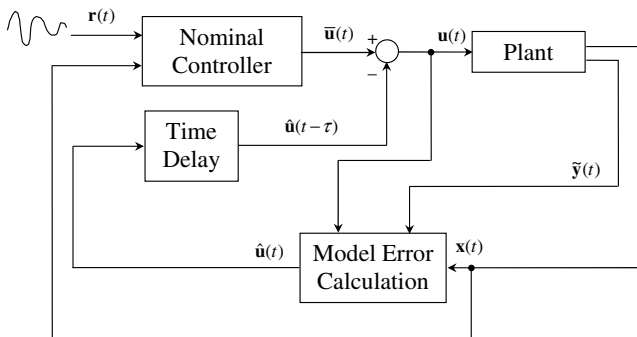 r(t)
Nominal
Controller
u̅(t)
+
−
u(t)
Plant
Time
Delay
û(t−τ)
ỹ(t)
û(t)
Model Error
Calculation
x(t)